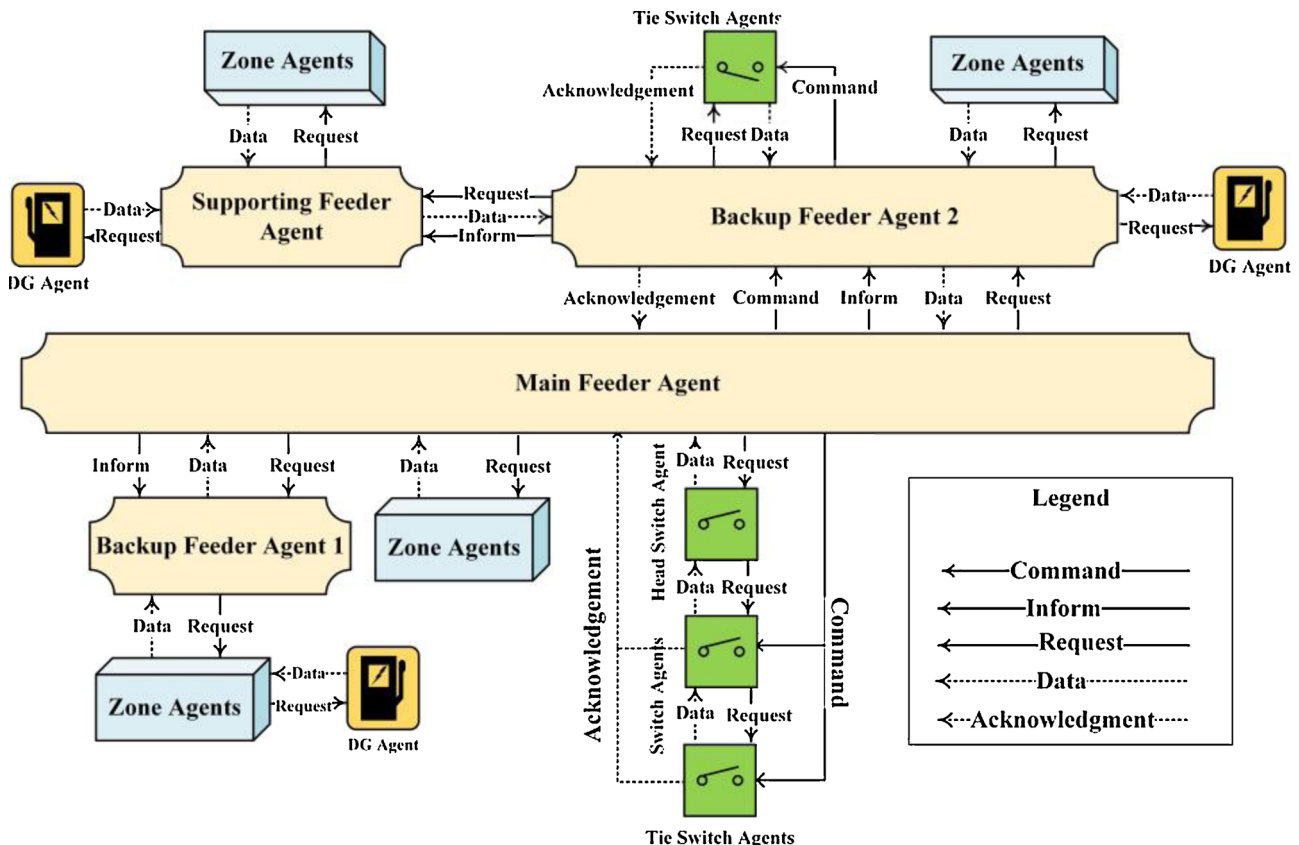 Tie Switch Agents
Zone Agents
Zone Agents
Acknowledgement
Command
Data
Request
Request
Data
Data
Request
Data
Request
DG Agent
Supporting Feeder
Agent
Request
Data
Inform
Backup Feeder Agent 2
Data
Request
DG Agent
Acknowledgement
Command
Inform
Data
Request
Main Feeder Agent
Inform
Data
Request
Data
Request
Data
Request
Head Switch Agent
Backup Feeder Agent 1
Zone Agents
Data
Request
Data
Request
Zone Agents
Data
Request
DG Agent
Acknowledgement
Switch Agents
Data
Request
Command
Tie Switch Agents
Legend
Command
Inform
Request
Data
Acknowledgment